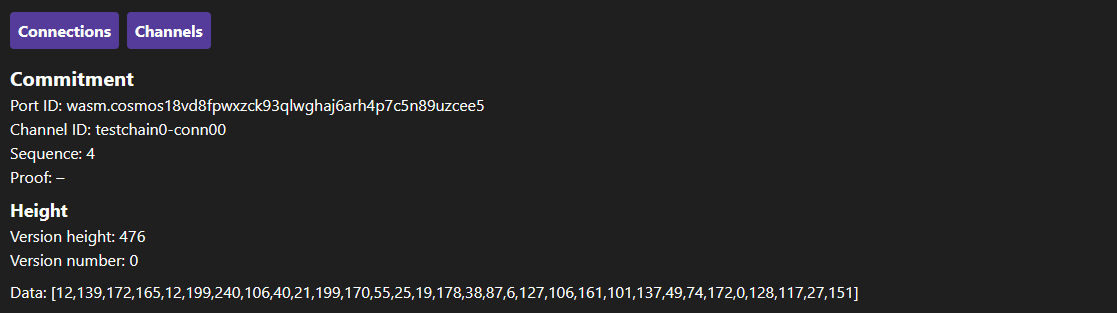 Connections Channels
Commitment
Port ID: wasm.cosmos18vd8fpwxzck93qlwghaj6arh4p7c5n89uzcee5
Channel ID: testchain0-conn00
Sequence: 4
Proof: –
Height
Version height: 476
Version number: 0
Data: [12,139,172,165,12,199,240,106,40,21,199,170,55,25,19,178,38,87,6,127,106,161,101,137,49,74,172,0,128,117,27,151]